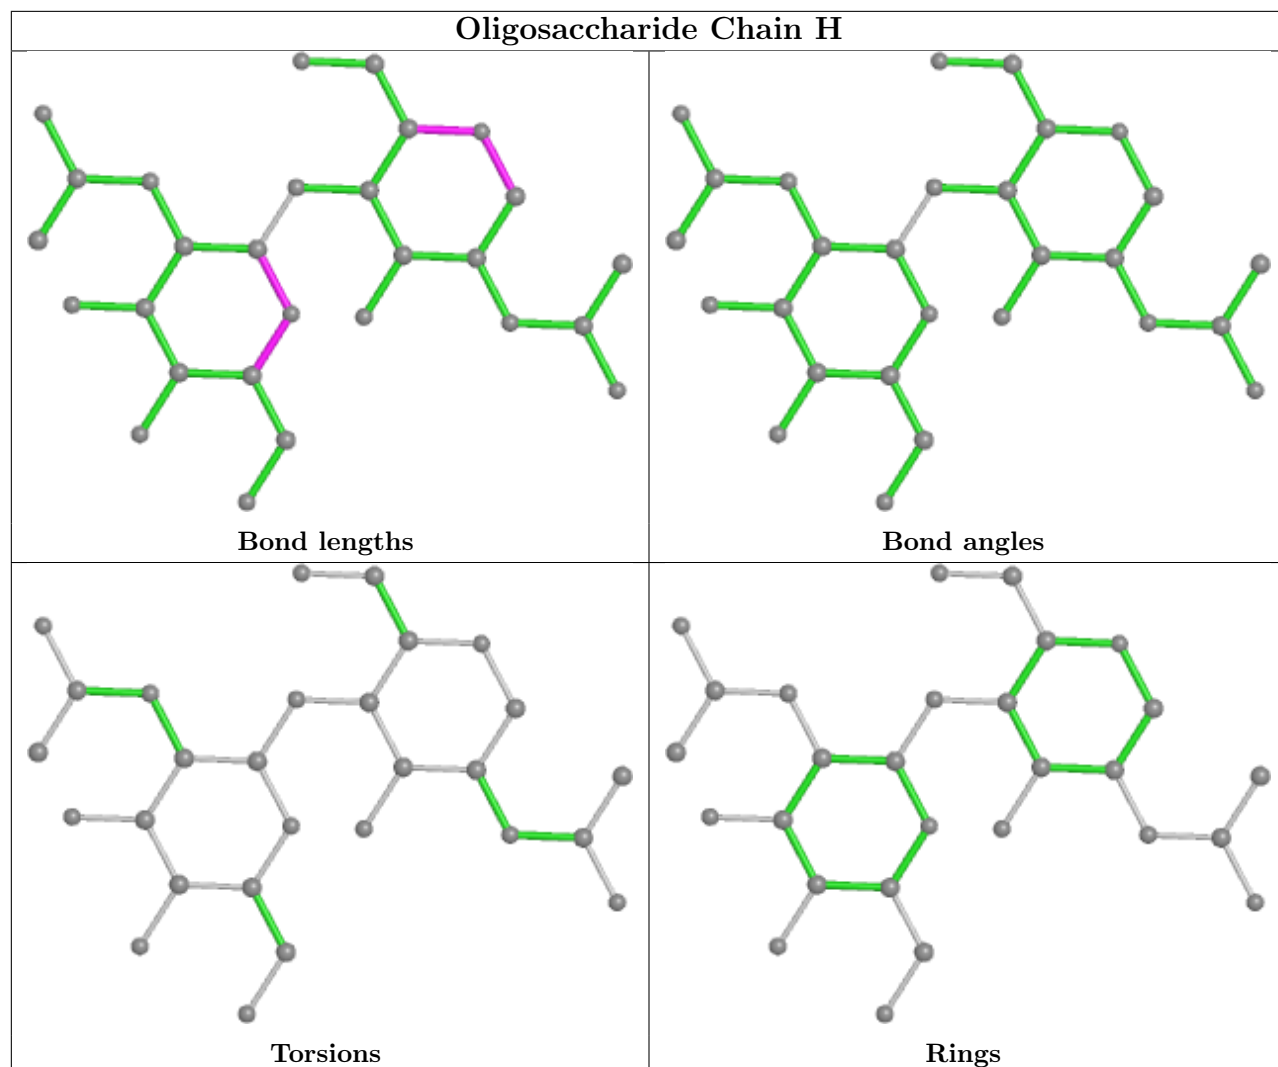 Oligosaccharide Chain H
Bond lengths
Bond angles
Torsions
Rings